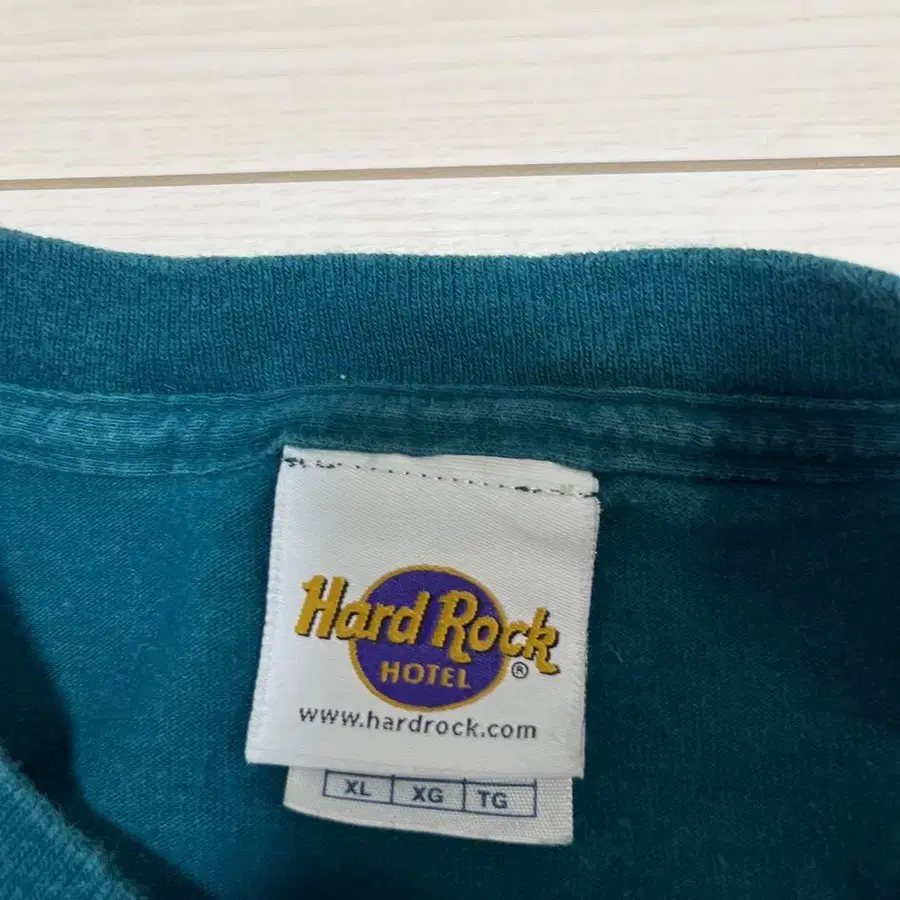 Hard Rock
HOTEL ®
www.hardrock.com
XL XG TG